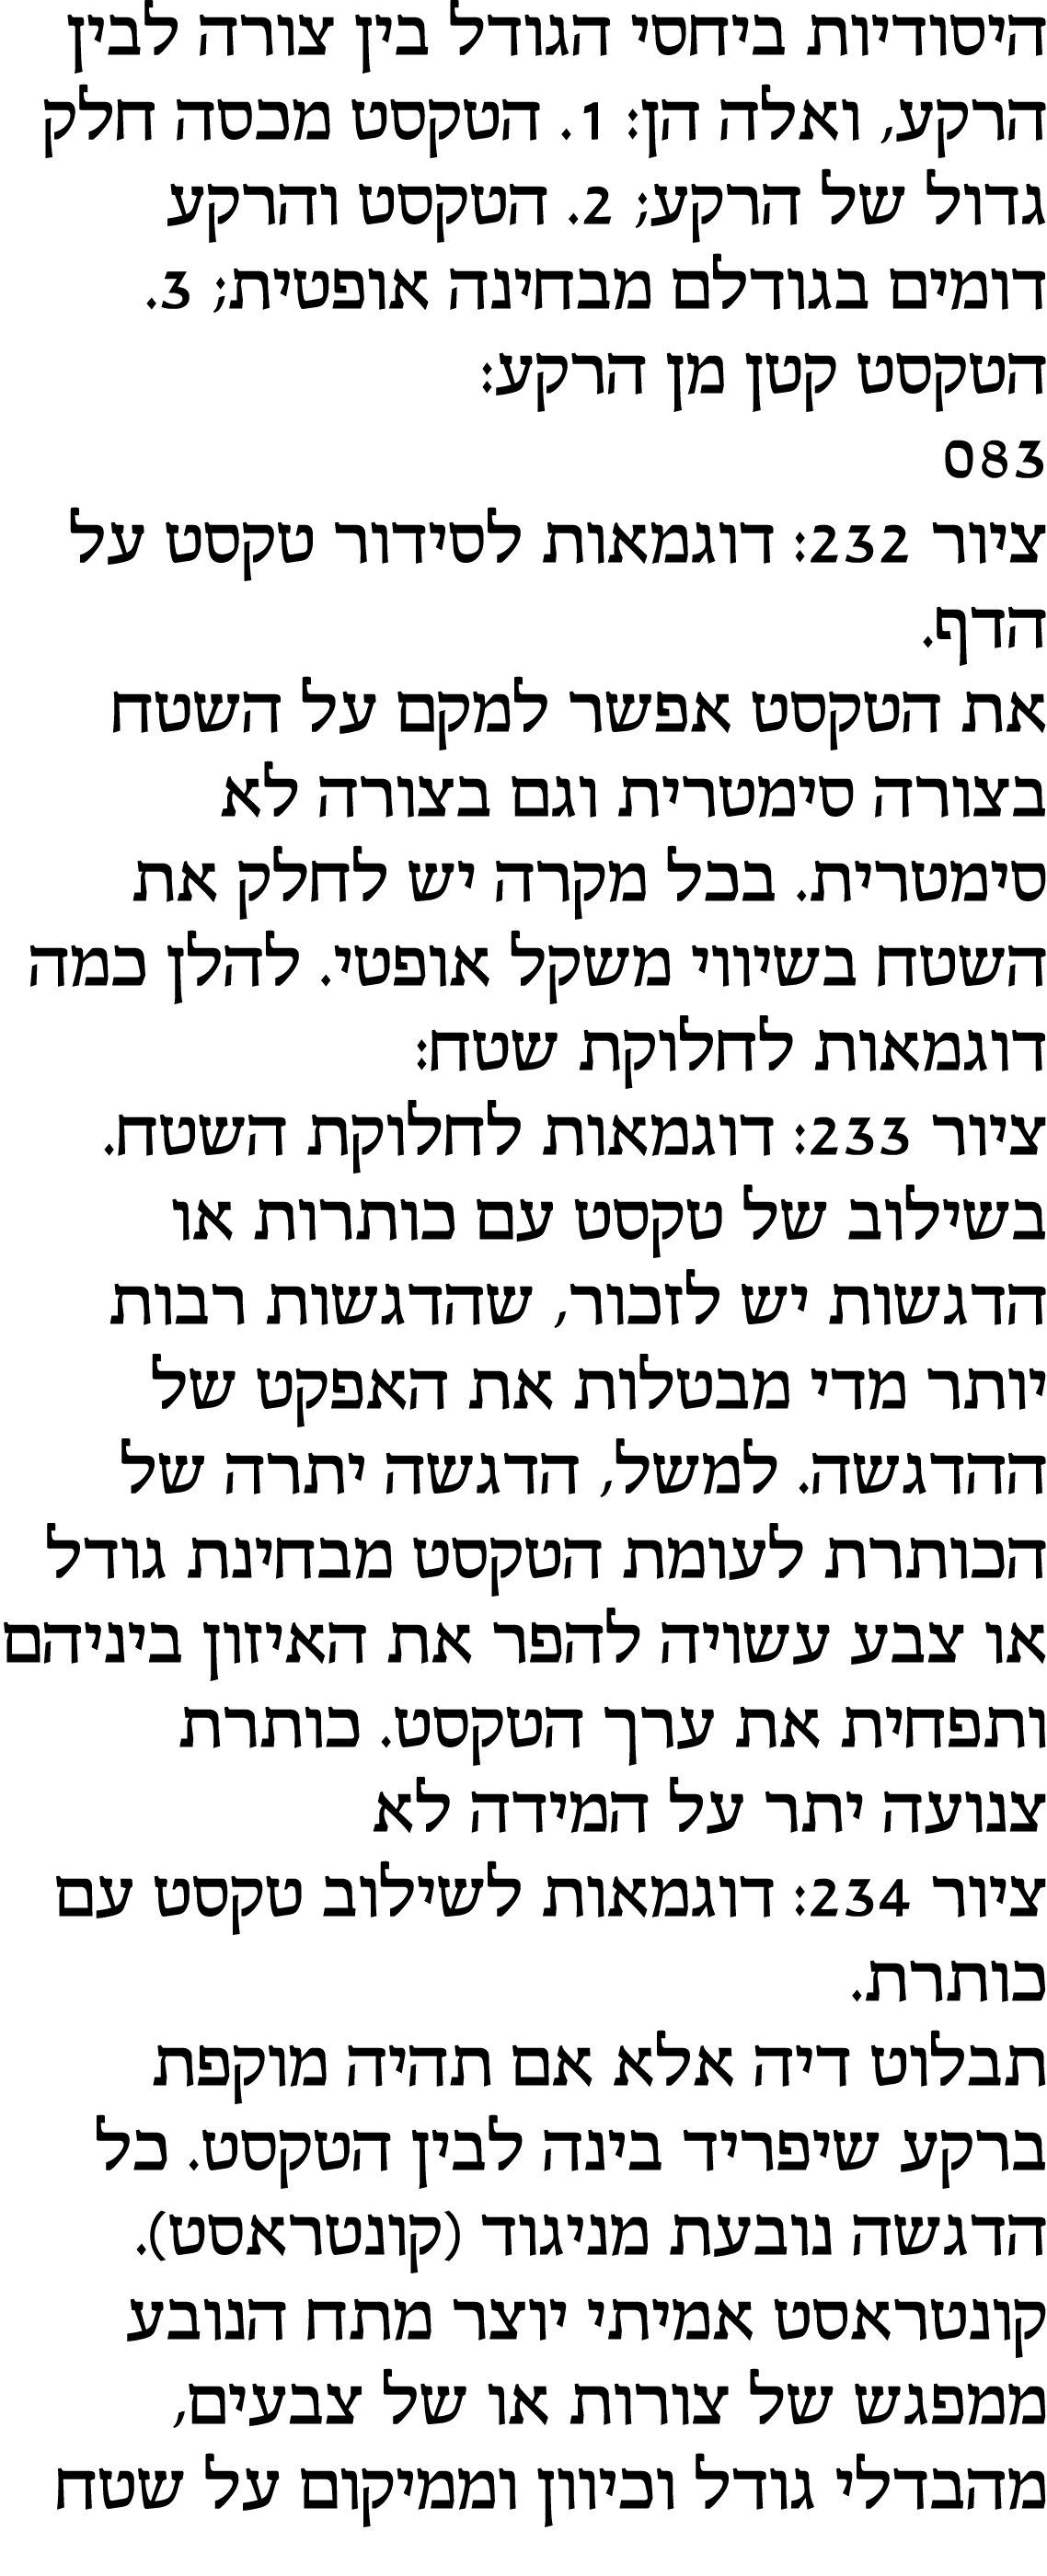 היסודיות ביחסי הגודל בין צורה לבין
הרקע, ואלה הן: 1. הטקסט מכסה חלק
גדול של הרקע; 2. הטקסט והרקע
דומים בגודלם מבחינה אופטית; 3.
הטקסט קטן מן הרקע:
083
ציור 232: דוגמאות לסידור טקסט על
הדף.
את הטקסט אפשר למקם על השטח
בצורה סימטרית וגם בצורה לא
סימטרית. בכל מקרה יש לחלק את
השטח בשיווי משקל אופטי. להלן כמה
דוגמאות לחלוקת שטח:
ציור 233: דוגמאות לחלוקת השטח.
בשילוב של טקסט עם כותרות או
הדגשות יש לזכור, שהדגשות רבות
יותר מדי מבטלות את האפקט של
ההדגשה. למשל, הדגשה יתרה של
הכותרת לעומת הטקסט מבחינת גודל
או צבע עשויה להפר את האיזון ביניהם
ותפחית את ערך הטקסט. כותרת
צנועה יתר על המידה לא
ציור 234: דוגמאות לשילוב טקסט עם
כותרת.
תבלוט דיה אלא אם תהיה מוקפת
ברקע שיפריד בינה לבין הטקסט. כל
הדגשה נובעת מניגוד (קונטראסט).
קונטראסט אמיתי יוצר מתח הנובע
ממפגש של צורות או של צבעים,
מהבדלי גודל וכיוון וממיקום על שטח